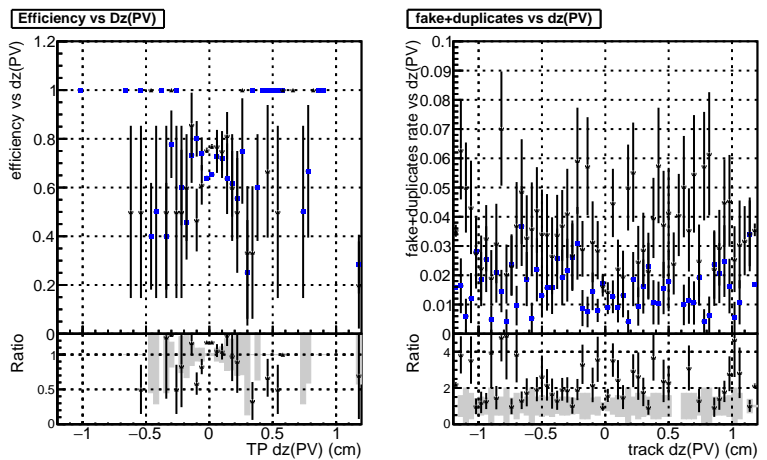 Efficiency vs Dz(PV)
efficiency vs dz(PV)
1.2
1
0.8
0.6
0.4
0.2
0
Ratio
1
0.5
0
−1 −0.5 0 0.5 1
TP dz(PV) (cm)
fake+duplicates vs dz(PV)
fake+duplicates rate vs dz(PV)
0.1
0.09
0.08
0.07
0.06
0.05
0.04
0.03
0.02
0.01
0
Ratio
4
2
0
−1 −0.5 0 0.5 1
track dz(PV) (cm)